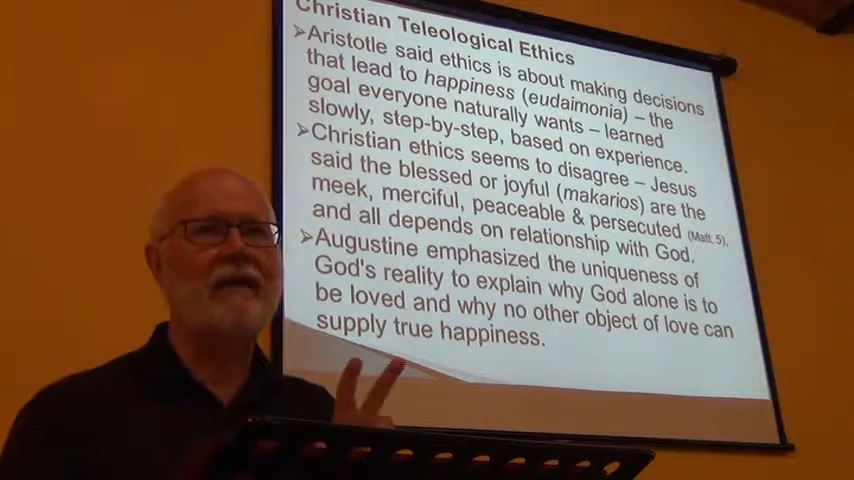 Christian Teleological Ethics
➢Aristotle said ethics is about making decisions
that lead to happiness (eudaimonia) – the
goal everyone naturally wants – learned
slowly, step-by-step, based on experience.
➢Christian ethics seems to disagree – Jesus
said the blessed or joyful (makarios) are the
meek, merciful, peaceable & persecuted (Matt. 5).
and all depends on relationship with God.
➢Augustine emphasized the uniqueness of
God's reality to explain why God alone is to
be loved and why no other object of love can
supply true happiness.